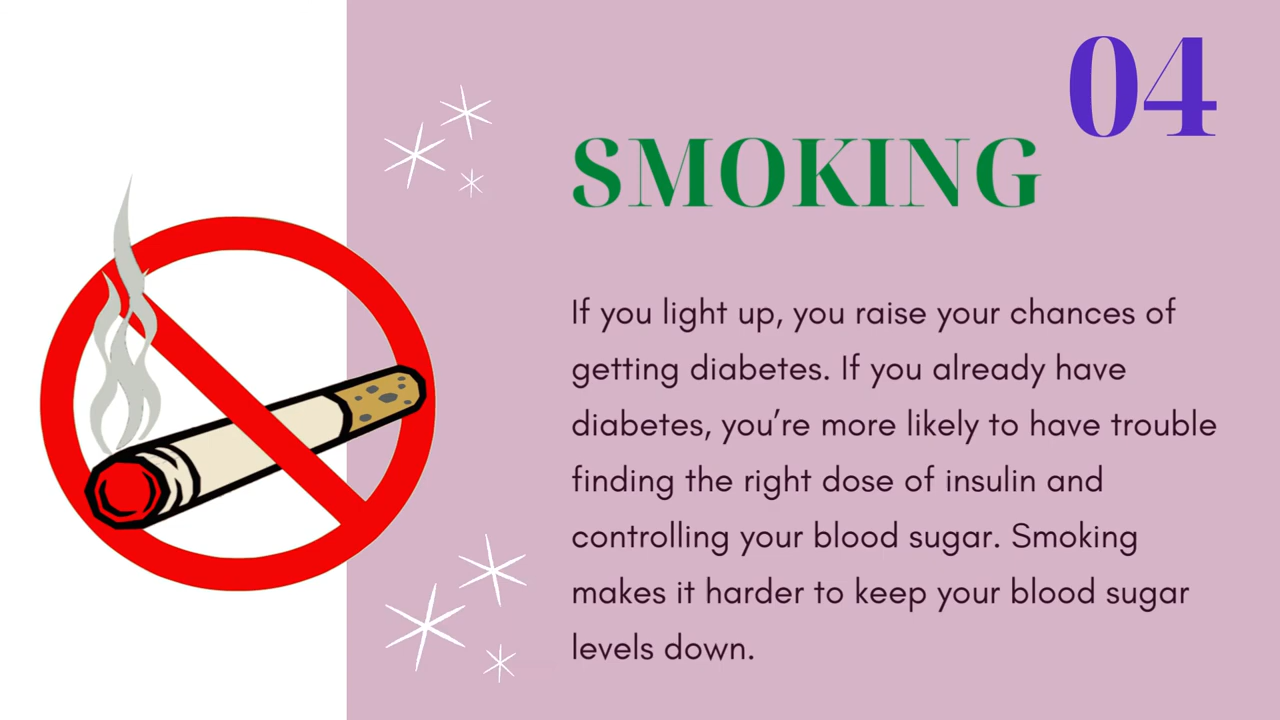 04
SMOKING
If you light up, you raise your chances of
getting diabetes. If you already have
diabetes, you’re more likely to have trouble
finding the right dose of insulin and
controlling your blood sugar. Smoking
makes it harder to keep your blood sugar
levels down.